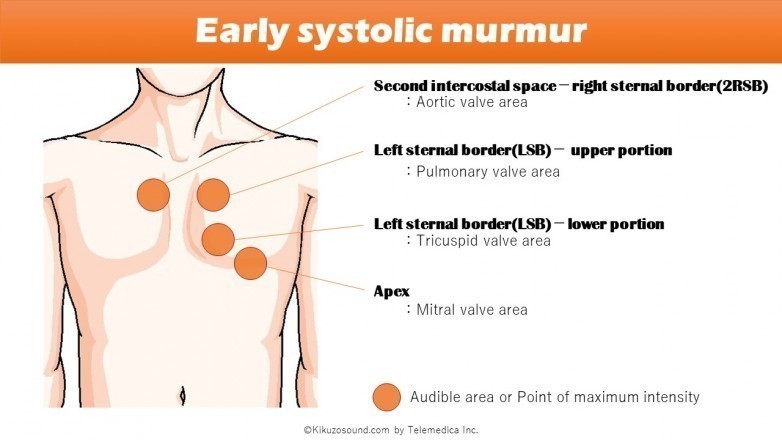 Early systolic murmur
Second intercostal space－right sternal border(2RSB)
：Aortic valve area
Left sternal border(LSB)－ upper portion
：Pulmonary valve area
Left sternal border(LSB)－lower portion
：Tricuspid valve area
Apex
：Mitral valve area
Audible area or Point of maximum intensity
©Kikuzosound.com by Telemedica Inc.